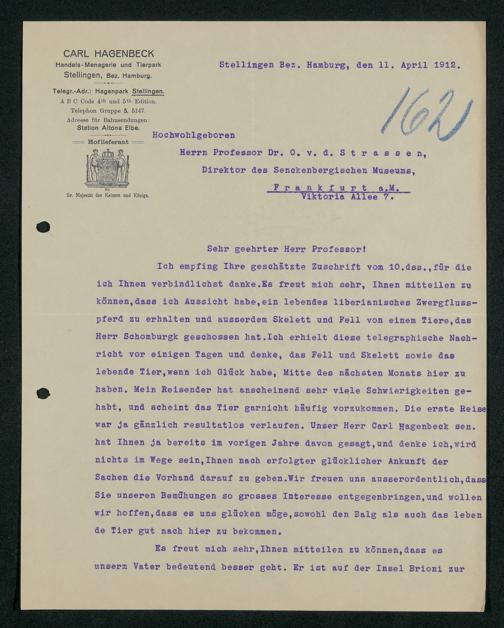 CARL HAGENBECK
Handels-Menagerie und Tierpark
Stellingen, Bez. Hamburg.
Telegr.-Adr.: Hagenpark Stellingen.
A B C Code 4th und 5th Edition.
Telephon Gruppe 5, 5147.
Adresse für Bahnsendungen:
Station Altona Elbe.
Hoflieferant
Sr. Majestät des Kaisers und Königs.
Stellingen Bez. Hamburg, den 11. April 1912.
162
Hochwohlgeboren
Herrn Professor Dr. O. v. d. S t r a s s e n,
Direktor des Senckenbergischen Museums,
F r a n k f u r t a.M.
Viktoria Allee 7.
Sehr geehrter Herr Professor!
Ich empfing Ihre geschätzte Zuschrift vom 10.dss.,für die
ich Ihnen verbindlichst danke.Es freut mich sehr, Ihnen mitteilen zu
können,dass ich Aussicht habe,ein lebendes liberianisches Zwergfluss-
pferd zu erhalten und ausserdem Skelett und Fell von einem Tiere,das
Herr Schomburgk geschossen hat.Ich erhielt diese telegraphische Nach-
richt vor einigen Tagen und denke, das Fell und Skelett sowie das
lebende Tier,wenn ich Glück habe, Mitte des nächsten Monats hier zu
haben. Mein Reisender hat anscheinend sehr viele Schwierigkeiten ge-
habt, und scheint das Tier garnicht häufig vorzukommen. Die erste Reise
war ja gänzlich resultatlos verlaufen. Unser Herr Carl Hagenbeck sen.
hat Ihnen ja bereits im vorigen Jahre davon gesagt,und denke ich,wird
nichts im Wege sein,Ihnen nach erfolgter glücklicher Ankunft der
Sachen die Vorhand darauf zu geben.Wir freuen uns ausserordentlich,dass
Sie unseren Bemühungen so grosses Interesse entgegenbringen,und wollen
wir hoffen,dass es uns glücken möge,sowohl den Balg als auch das leben
de Tier gut nach hier zu bekommen.
Es freut mich sehr,Ihnen mitteilen zu können,dass es
unserm Vater bedeutend besser geht. Er ist auf der Insel Brioni zur